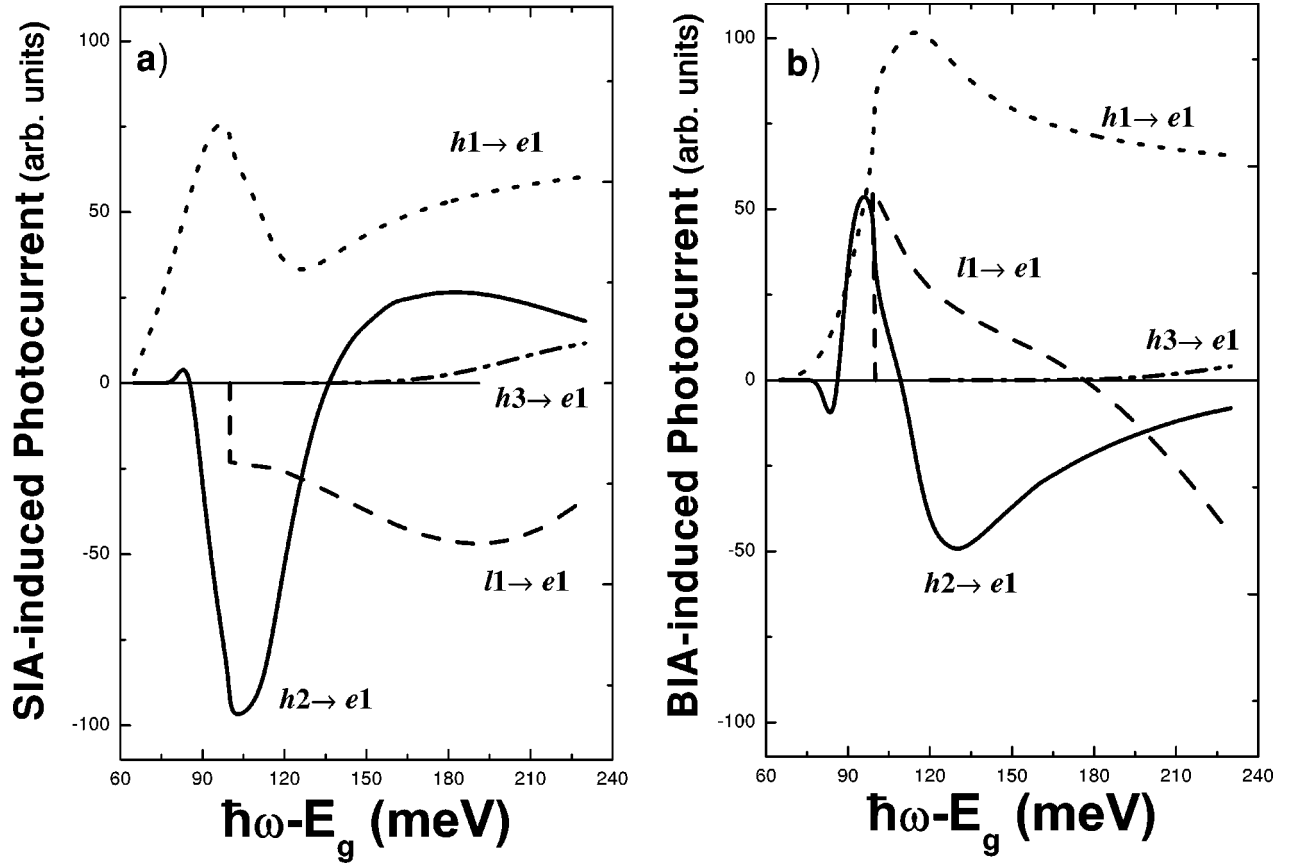 a)
SIA-induced Photocurrent (arb. units)
100
50
0
-50
-100
h1→ e1
h3→ e1
l1→ e1
h2→ e1
60 90 120 150 180 210 240
ħω-E_g (meV)
b)
BIA-induced Photocurrent (arb. units)
100
50
0
-50
-100
h1→ e1
l1→ e1
h3→ e1
h2→ e1
60 90 120 150 180 210 240
ħω-E_g (meV)